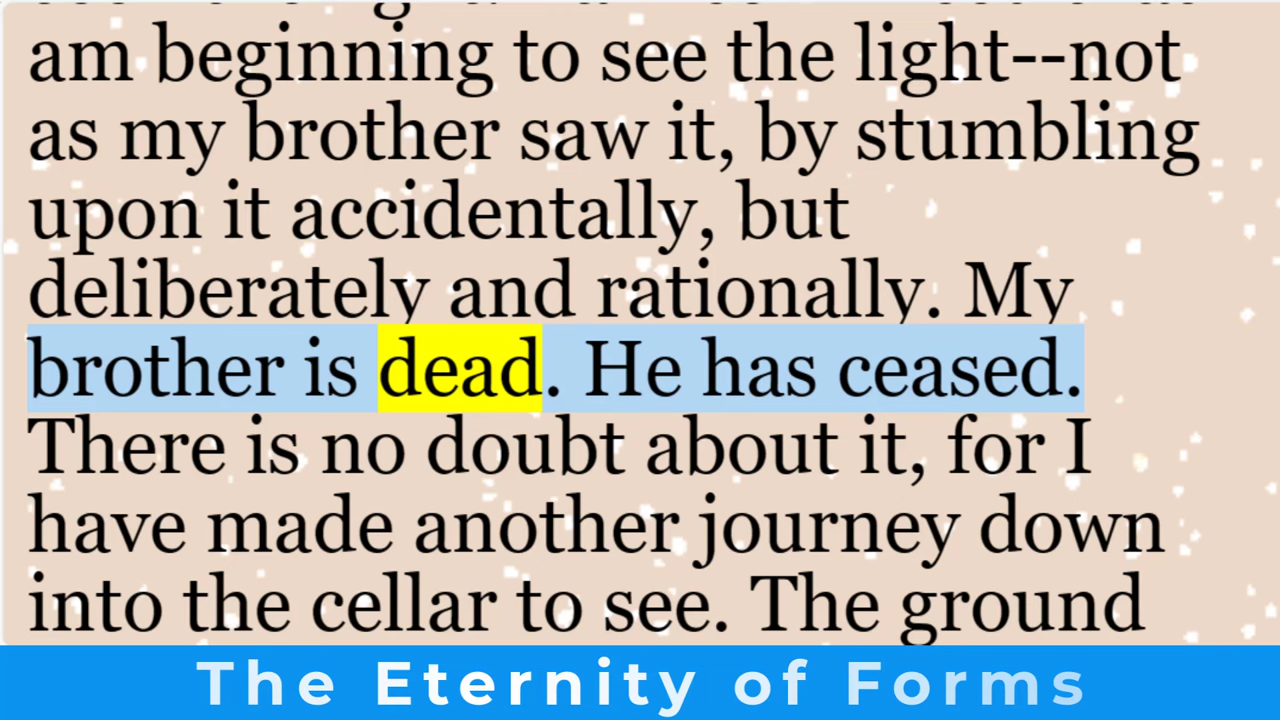 am beginning to see the light--not
as my brother saw it, by stumbling
upon it accidentally, but
deliberately and rationally. My
brother is dead. He has ceased.
There is no doubt about it, for I
have made another journey down
into the cellar to see. The ground
The Eternity of Forms